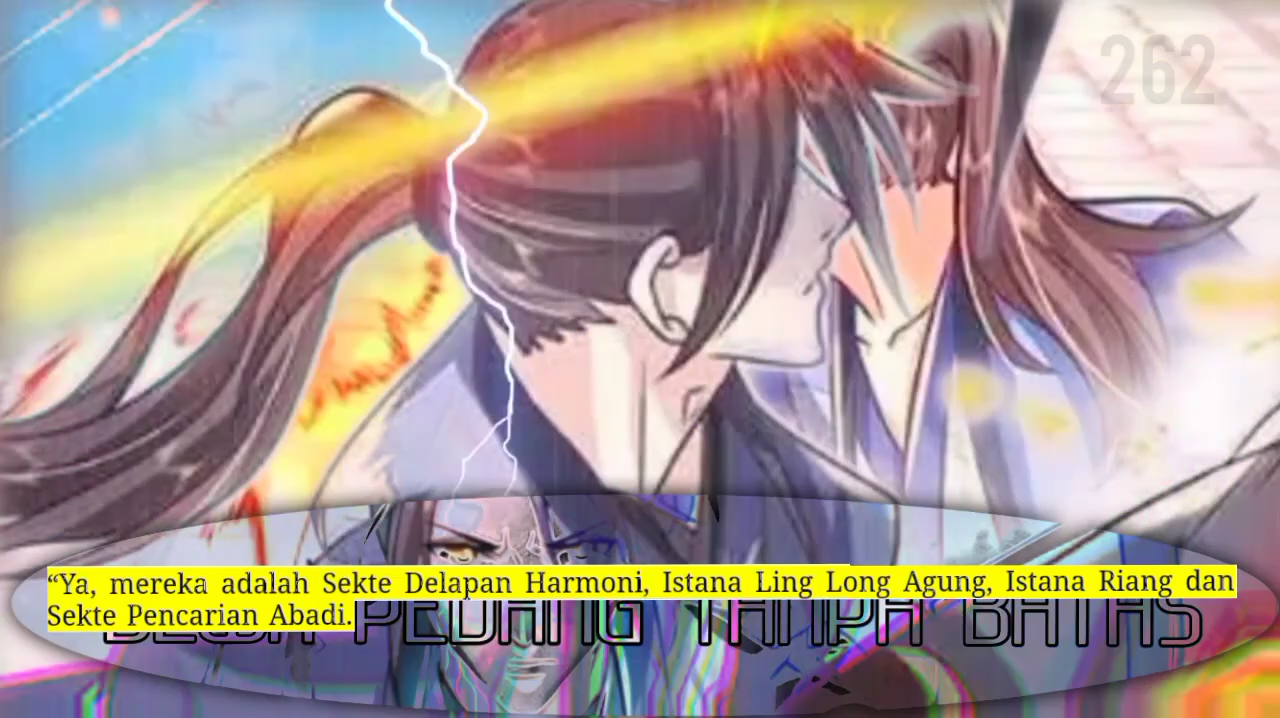 262
“Ya, mereka adalah Sekte Delapan Harmoni, Istana Ling Long Agung, Istana Riang dan
Sekte Pencarian Abadi.
DEWA PEDANG TANPA BATAS